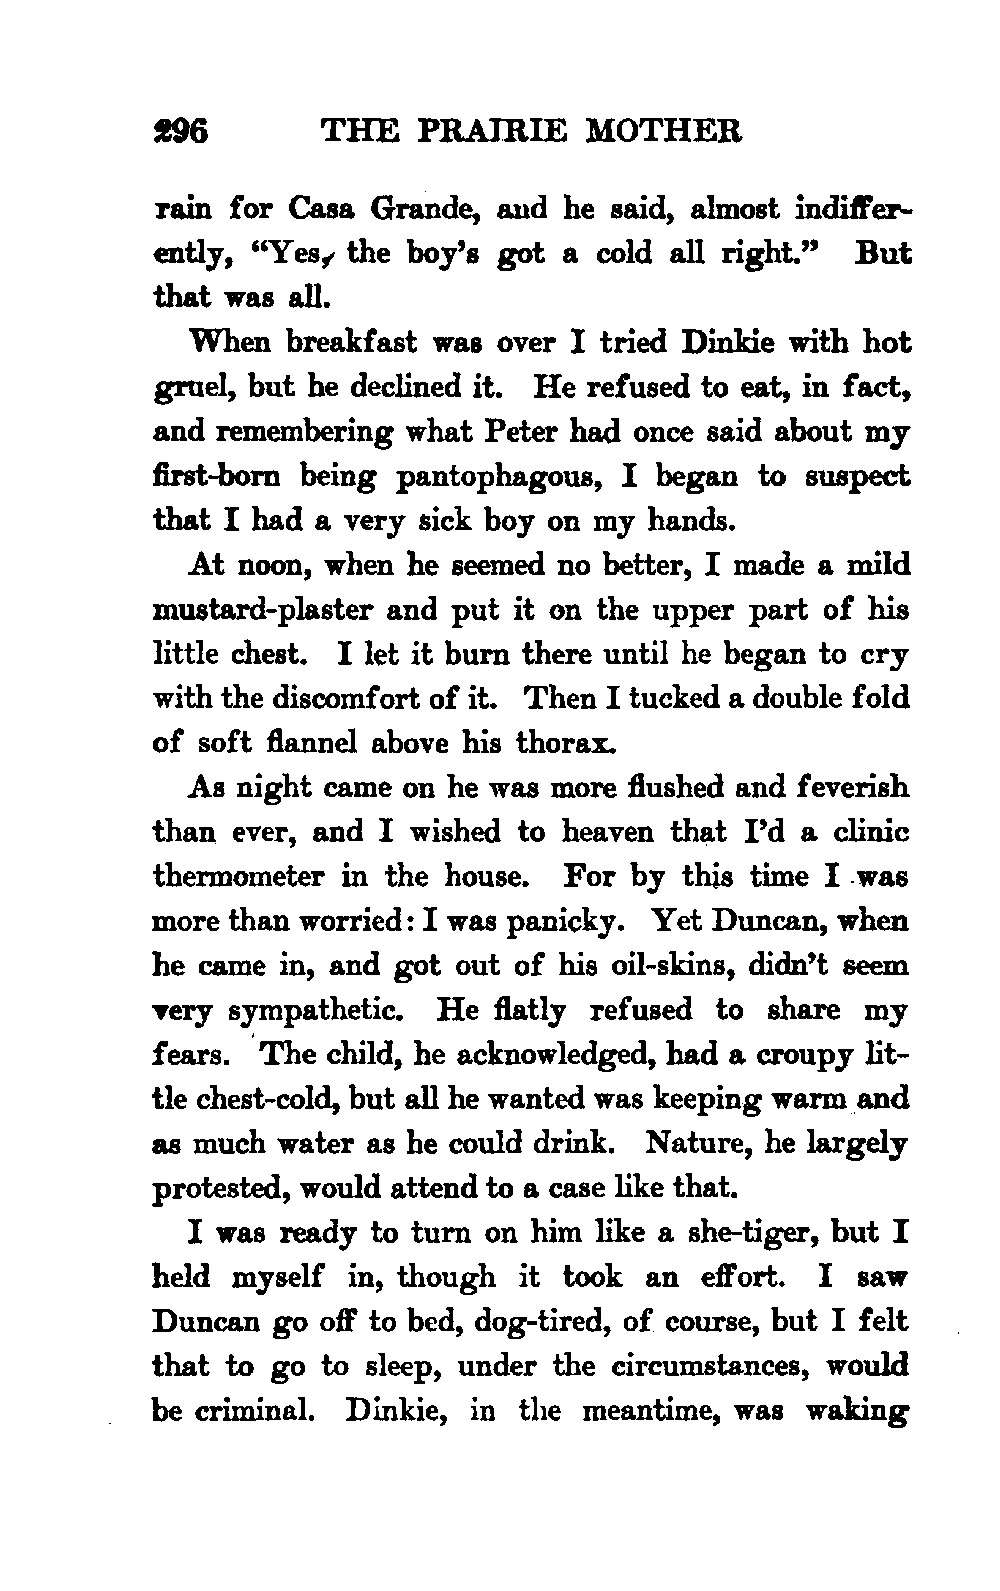 296 THE PRAIRIE MOTHER
rain for Casa Grande, and he said, almost indiffer-
ently, “Yes, the boy’s got a cold all right.” But
that was all.
When breakfast was over I tried Dinkie with hot
gruel, but he declined it. He refused to eat, in fact,
and remembering what Peter had once said about my
first-born being pantophagous, I began to suspect
that I had a very sick boy on my hands.
At noon, when he seemed no better, I made a mild
mustard-plaster and put it on the upper part of his
little chest. I let it burn there until he began to cry
with the discomfort of it. Then I tucked a double fold
of soft flannel above his thorax.
As night came on he was more flushed and feverish
than ever, and I wished to heaven that I’d a clinic
thermometer in the house. For by this time I was
more than worried: I was panicky. Yet Duncan, when
he came in, and got out of his oil-skins, didn’t seem
very sympathetic. He flatly refused to share my
fears. The child, he acknowledged, had a croupy lit-
tle chest-cold, but all he wanted was keeping warm and
as much water as he could drink. Nature, he largely
protested, would attend to a case like that.
I was ready to turn on him like a she-tiger, but I
held myself in, though it took an effort. I saw
Duncan go off to bed, dog-tired, of course, but I felt
that to go to sleep, under the circumstances, would
be criminal. Dinkie, in the meantime, was waking